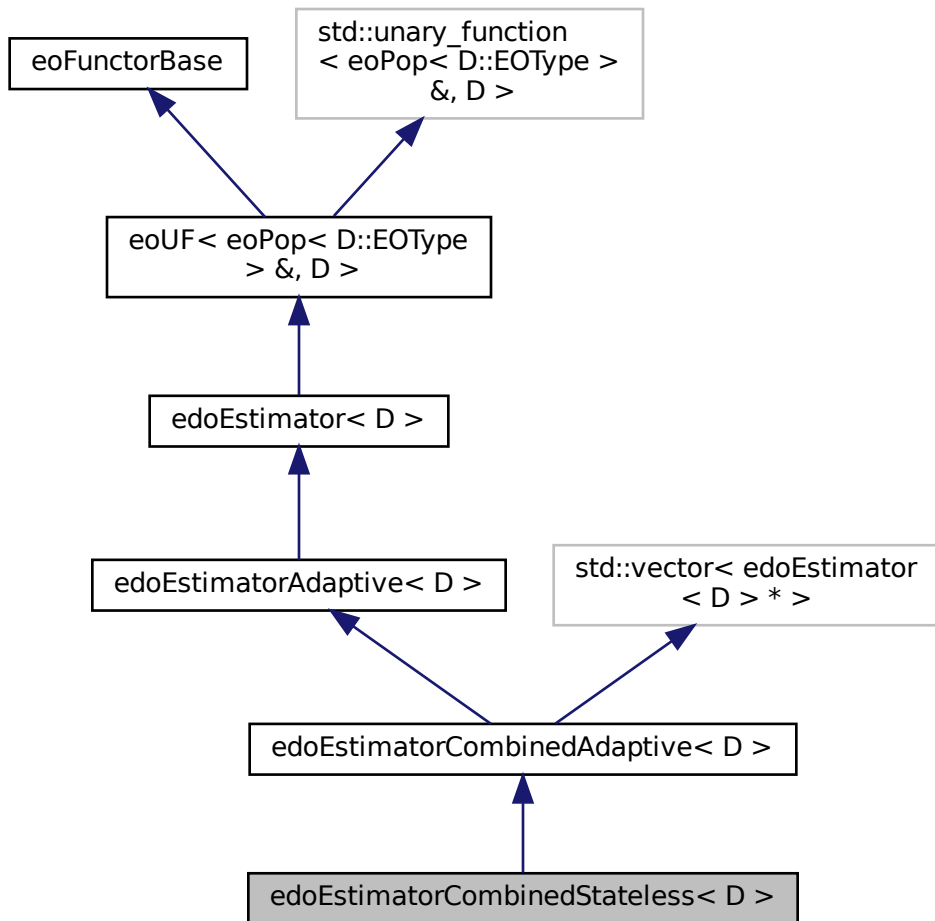 eoFunctorBase
std::unary_function
< eoPop< D::EOType >
&, D >
eoUF< eoPop< D::EOType
> &, D >
edoEstimator< D >
edoEstimatorAdaptive< D >
std::vector< edoEstimator
< D > * >
edoEstimatorCombinedAdaptive< D >
edoEstimatorCombinedStateless< D >